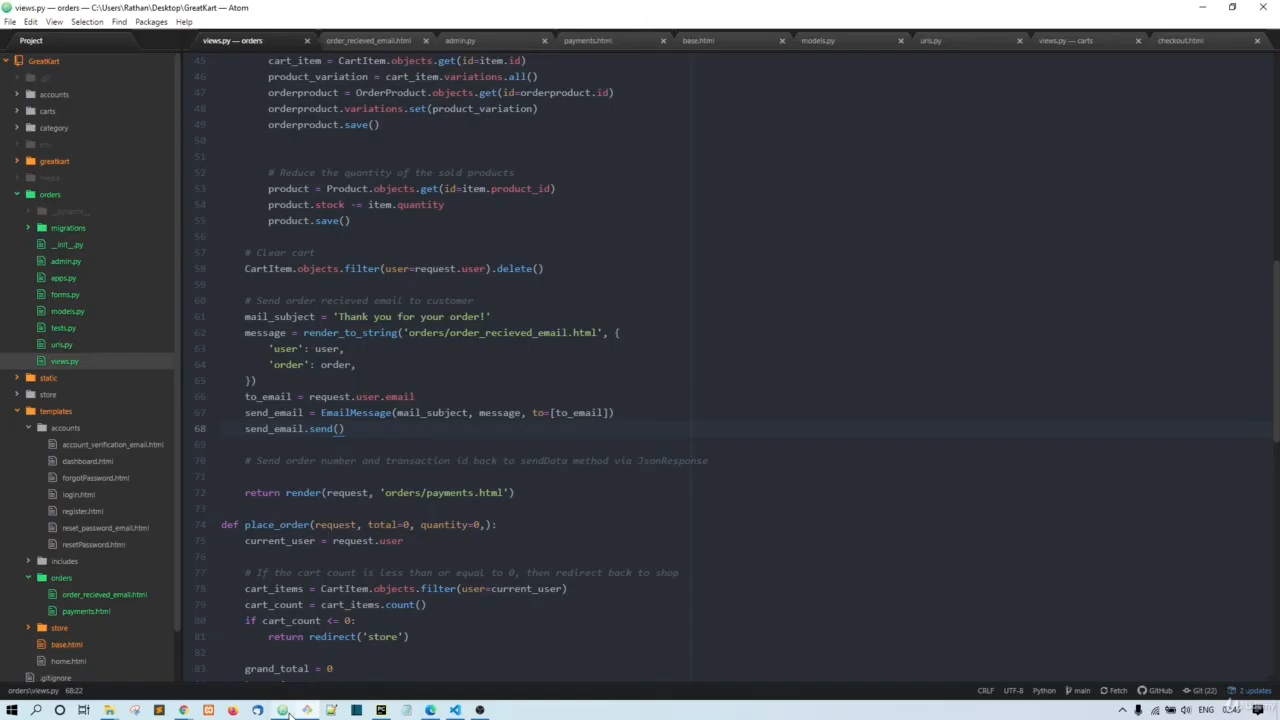 views.py — orders — C:\Users\Rathan\Desktop\GreatKart — Atom
File Edit View Selection Find Packages Help
Project
views.py — orders
order_recieved_email.html
admin.py
payments.html
base.html
models.py
urls.py
views.py — carts
checkout.html
GreatKart
.git
accounts
carts
category
env
greatkart
media
orders
__pycache__
migrations
__init__.py
admin.py
apps.py
forms.py
models.py
tests.py
urls.py
views.py
static
store
templates
accounts
account_verification_email.html
dashboard.html
forgotPassword.html
login.html
register.html
reset_password_email.html
resetPassword.html
includes
orders
order_recieved_email.html
payments.html
store
base.html
home.html
.gitignore
45 cart_item = CartItem.objects.get(id=item.id)
46 product_variation = cart_item.variations.all()
47 orderproduct = OrderProduct.objects.get(id=orderproduct.id)
48 orderproduct.variations.set(product_variation)
49 orderproduct.save()
50
51
52 # Reduce the quantity of the sold products
53 product = Product.objects.get(id=item.product_id)
54 product.stock -= item.quantity
55 product.save()
56
57 # Clear cart
58 CartItem.objects.filter(user=request.user).delete()
59
60 # Send order recieved email to customer
61 mail_subject = 'Thank you for your order!'
62 message = render_to_string('orders/order_recieved_email.html', {
63 'user': user,
64 'order': order,
65 })
66 to_email = request.user.email
67 send_email = EmailMessage(mail_subject, message, to=[to_email])
68 send_email.send()
69
70 # Send order number and transaction id back to sendData method via JsonResponse
71
72 return render(request, 'orders/payments.html')
73
74 def place_order(request, total=0, quantity=0,):
75 current_user = request.user
76
77 # If the cart count is less than or equal to 0, then redirect back to shop
78 cart_items = CartItem.objects.filter(user=current_user)
79 cart_count = cart_items.count()
80 if cart_count <= 0:
81 return redirect('store')
82
83 grand_total = 0
orders\views.py 68:22
CRLF UTF-8 Python main Fetch GitHub Git (22) 2 updates
ENG